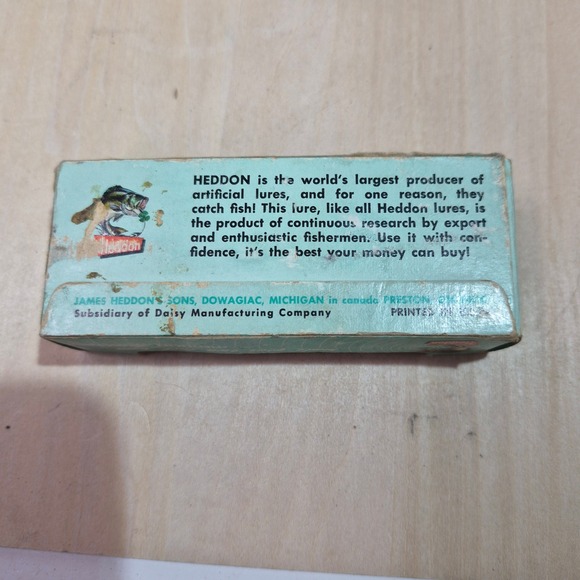 HEDDON is the world's largest producer of
artificial lures, and for one reason, they
catch fish! This lure, like all Heddon lures, is
the product of continuous research by expert
and enthusiastic fishermen. Use it with con-
fidence, it's the best your money can buy!
Heddon
JAMES HEDDON'S SONS, DOWAGIAC, MICHIGAN in canada PRESTON
Subsidiary of Daisy Manufacturing Company PRINTED IN